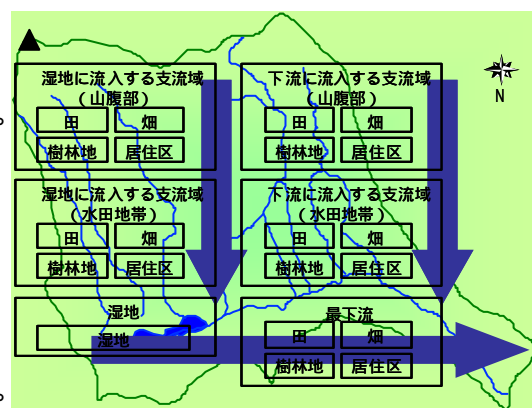 湿地に流入する支流域
(山腹部)
田 畑
樹林地 居住区
下流に流入する支流域
(山腹部)
田 畑
樹林地 居住区
N
湿地に流入する支流域
(水田地帯)
田 畑
樹林地 居住区
下流に流入する支流域
(水田地帯)
田 畑
樹林地 居住区
湿地
湿地
最下流
田 畑
樹林地 居住区